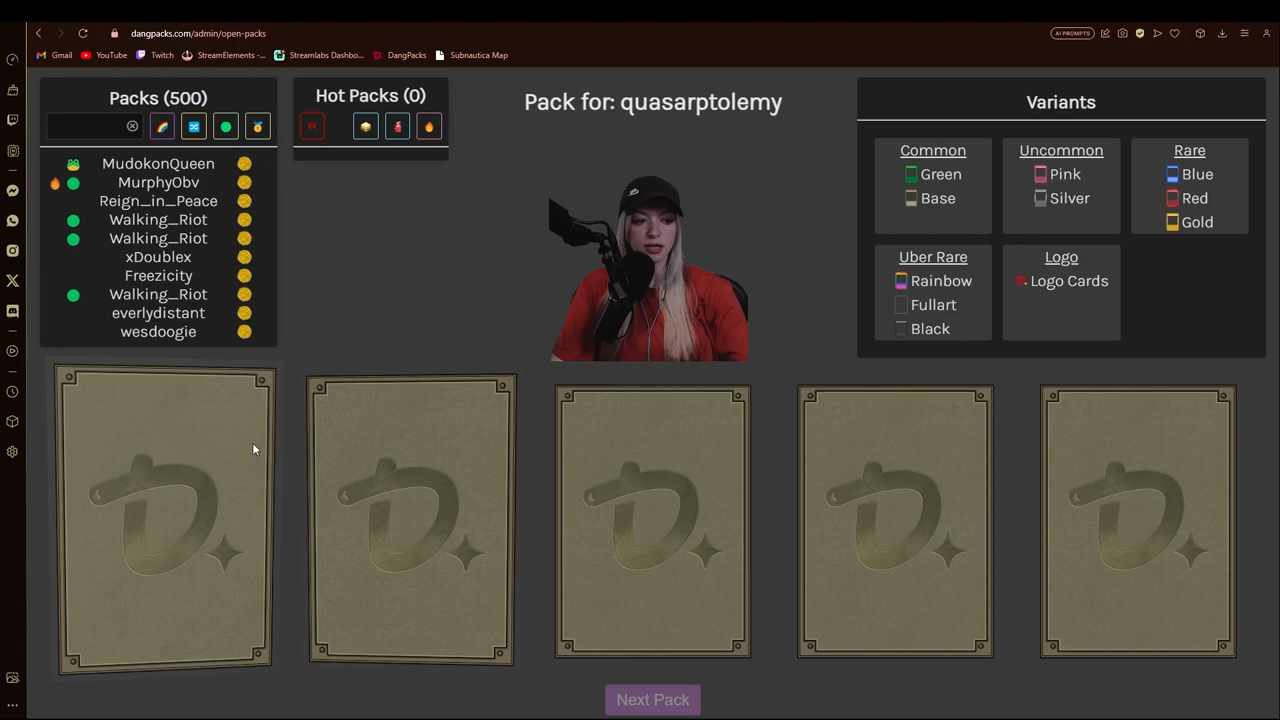 dangpacks.com/admin/open-packs
AI PROMPTS
Gmail
YouTube
Twitch
StreamElements -...
Streamlabs Dashbo...
DangPacks
Subnautica Map
Packs (500)
MudokonQueen
MurphyObv
Reign_in_Peace
Walking_Riot
Walking_Riot
xDoublex
Freezicity
Walking_Riot
everlydistant
wesdoogie
Hot Packs (0)
Pack for: quasarptolemy
Variants
Common
Green
Base
Uncommon
Pink
Silver
Rare
Blue
Red
Gold
Uber Rare
Rainbow
Fullart
Black
Logo
Logo Cards
Next Pack